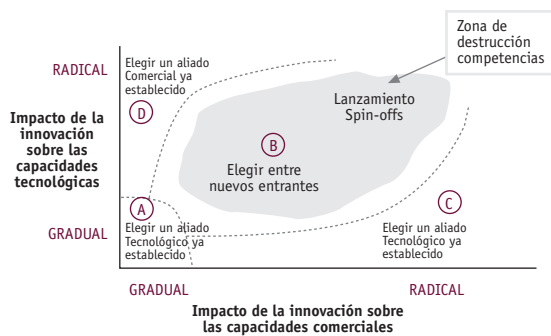 Zona de
destrucción
competencias
RADICAL
Elegir un aliado
Comercial ya
establecido
Lanzamiento
Spin-offs
Impacto de la
innovación
sobre las
capacidades
tecnológicas
D
B
Elegir entre
nuevos entrantes
A
C
GRADUAL
Elegir un aliado
Tecnológico ya
establecido
Elegir un aliado
Tecnológico ya
establecido
GRADUAL
RADICAL
Impacto de la innovación sobre
las capacidades comerciales